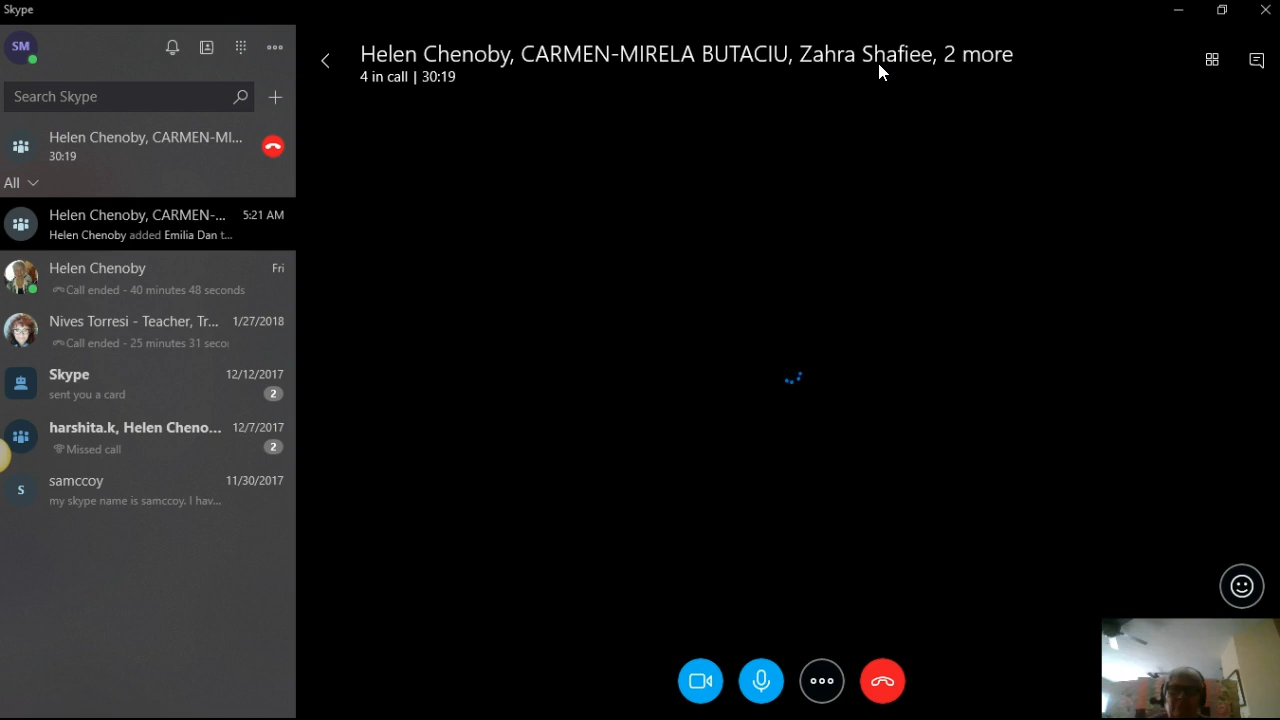 Skype
SM
Search Skype
Helen Chenoby, CARMEN-MI...
30:19
All
Helen Chenoby, CARMEN-...
5:21 AM
Helen Chenoby added Emilia Dan t...
Helen Chenoby
Fri
Call ended - 40 minutes 48 seconds
Nives Torresi - Teacher, Tr...
1/27/2018
Call ended - 25 minutes 31 seco
Skype
12/12/2017
sent you a card
2
harshita.k, Helen Cheno...
12/7/2017
Missed call
2
S
samccoy
11/30/2017
my skype name is samccoy. I hav...
Helen Chenoby, CARMEN-MIRELA BUTACIU, Zahra Shafiee, 2 more
4 in call | 30:19